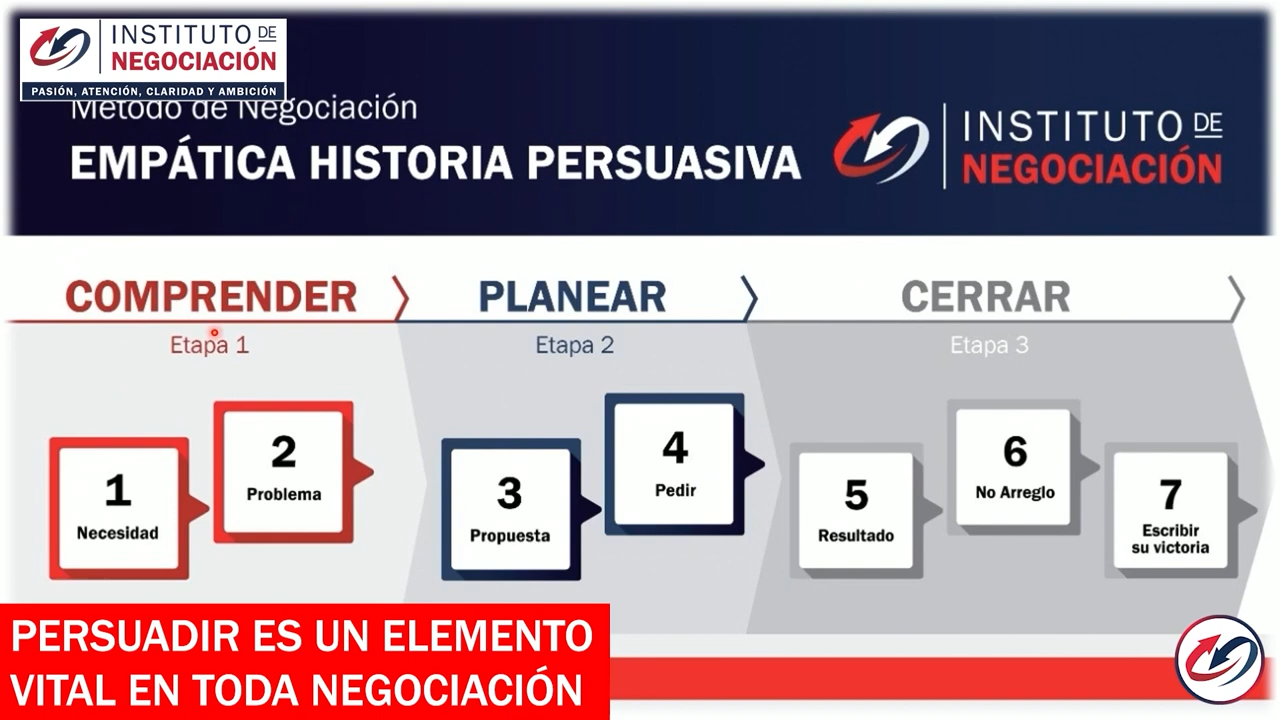 INSTITUTO DE
NEGOCIACIÓN
PASIÓN, ATENCIÓN, CLARIDAD Y AMBICIÓN
Método de Negociación
EMPÁTICA HISTORIA PERSUASIVA
INSTITUTO DE
NEGOCIACIÓN
COMPRENDER
Etapa 1
PLANEAR
Etapa 2
CERRAR
Etapa 3
1
Necesidad
2
Problema
3
Propuesta
4
Pedir
5
Resultado
6
No Arreglo
7
Escribir
su victoria
PERSUADIR ES UN ELEMENTO
VITAL EN TODA NEGOCIACIÓN